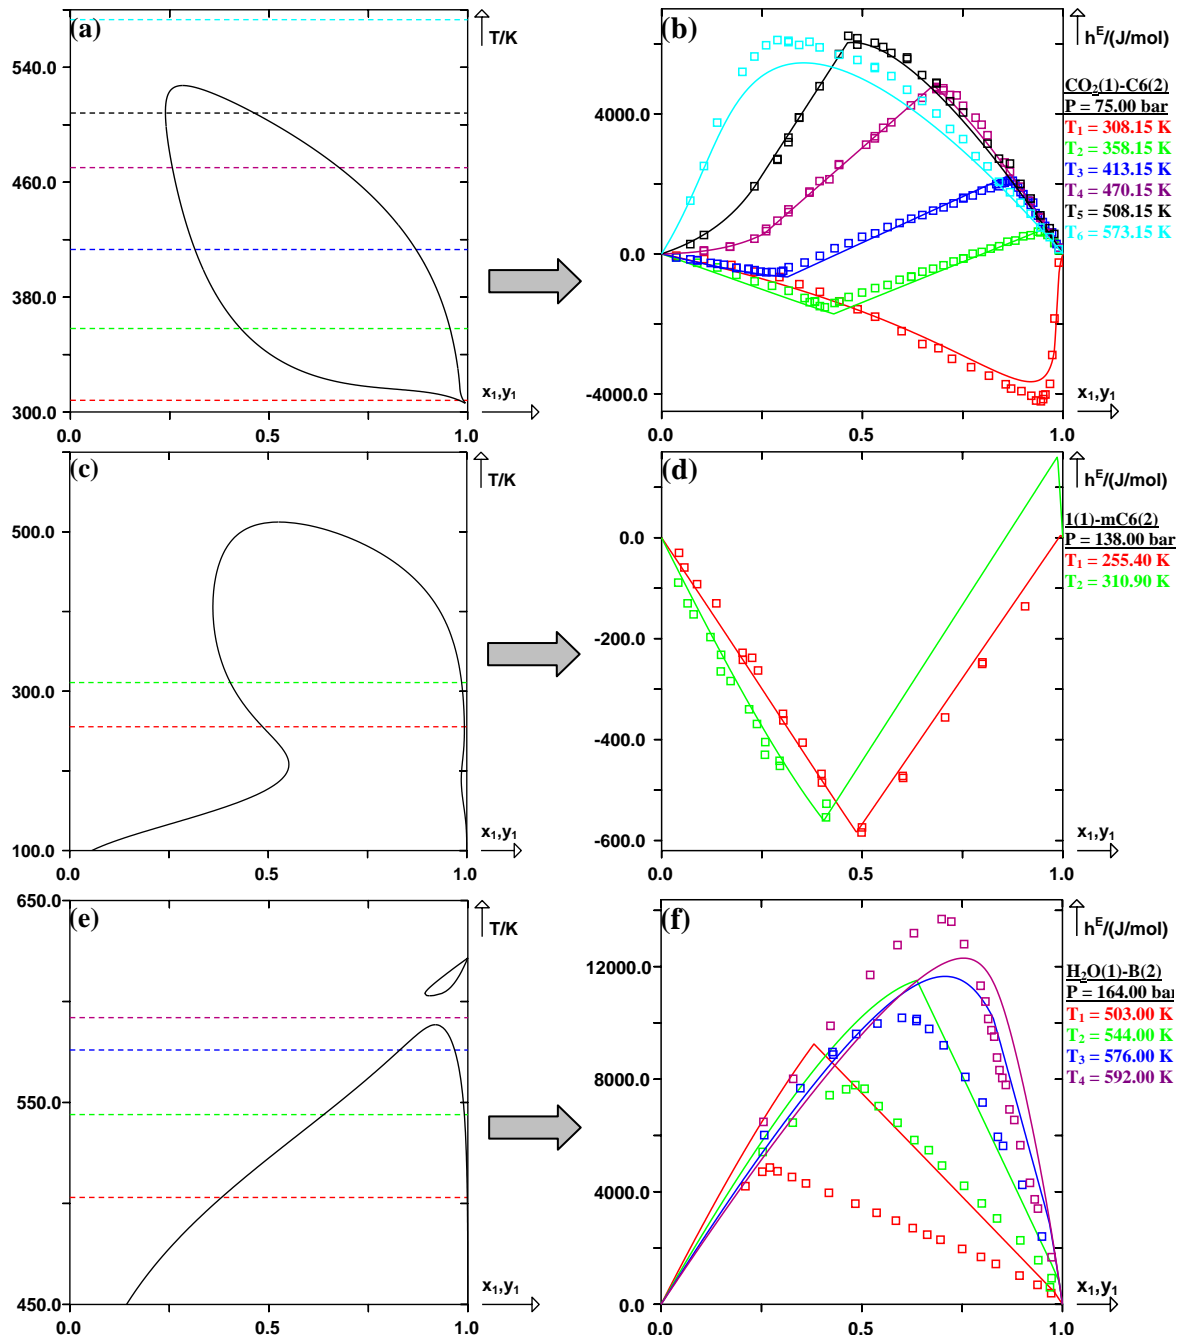 (a)
T/K
540.0
460.0
380.0
300.0
0.0
0.5
1.0
x₁,y₁
(b)
hᴱ/(J/mol)
4000.0
0.0
-4000.0
0.0
0.5
1.0
x₁,y₁
CO₂(1)-C6(2)
P = 75.00 bar
T₁ = 308.15 K
T₂ = 358.15 K
T₃ = 413.15 K
T₄ = 470.15 K
T₅ = 508.15 K
T₆ = 573.15 K
(c)
T/K
500.0
300.0
100.0
0.0
0.5
1.0
x₁,y₁
(d)
hᴱ/(J/mol)
0.0
-200.0
-400.0
-600.0
0.0
0.5
1.0
x₁,y₁
1(1)-mC6(2)
P = 138.00 bar
T₁ = 255.40 K
T₂ = 310.90 K
(e)
T/K
650.0
550.0
450.0
0.0
0.5
1.0
x₁,y₁
(f)
hᴱ/(J/mol)
12000.0
8000.0
4000.0
0.0
0.0
0.5
1.0
x₁,y₁
H₂O(1)-B(2)
P = 164.00 bar
T₁ = 503.00 K
T₂ = 544.00 K
T₃ = 576.00 K
T₄ = 592.00 K